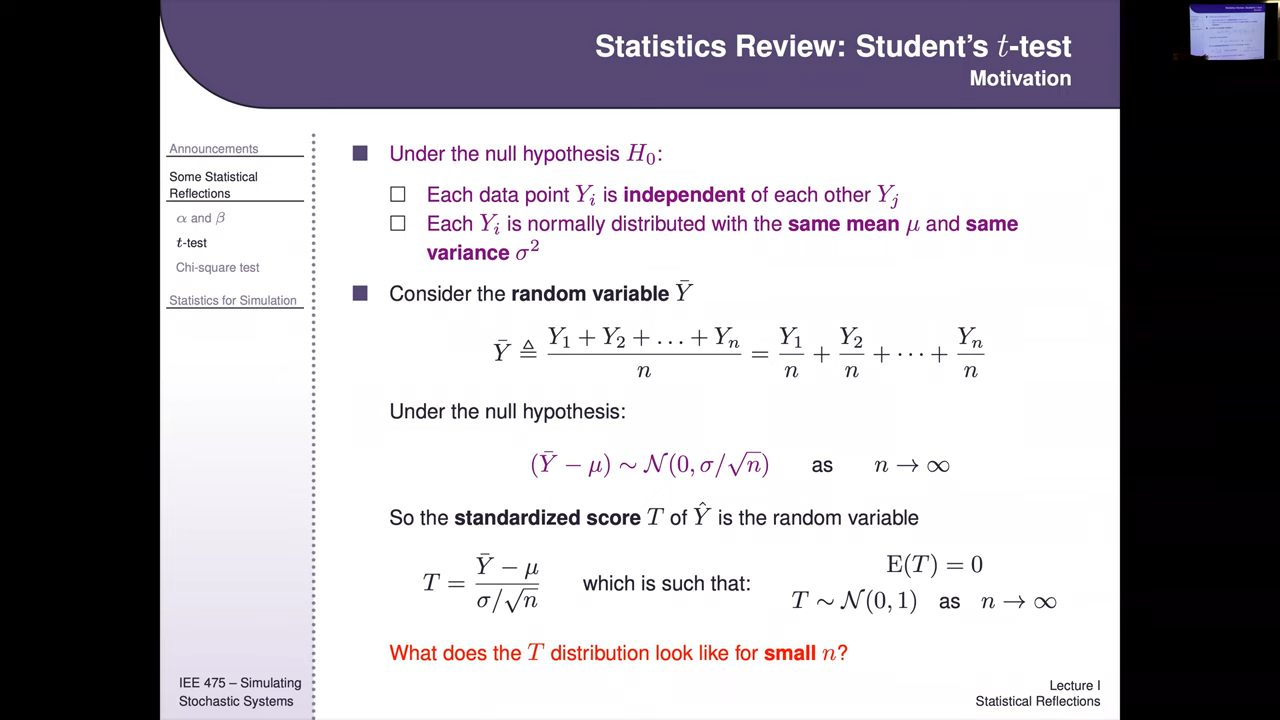 Statistics Review: Student's t-test
Motivation
Announcements
Some Statistical
Reflections
α and β
t-test
Chi-square test
Statistics for Simulation
■ Under the null hypothesis H₀:
□ Each data point Yᵢ is independent of each other Yⱼ
□ Each Yᵢ is normally distributed with the same mean μ and same
variance σ²
■ Consider the random variable Ȳ
Ȳ ≜ (Y₁ + Y₂ + … + Yₙ)/n = Y₁/n + Y₂/n + ⋯ + Yₙ/n
Under the null hypothesis:
(Ȳ − μ) ∼ 𝒩(0, σ/√n) as n → ∞
So the standardized score T of Ŷ is the random variable
T = (Ȳ − μ)/(σ/√n) which is such that:
E(T) = 0
T ∼ 𝒩(0, 1) as n → ∞
What does the T distribution look like for small n?
IEE 475 – Simulating
Stochastic Systems
Lecture I
Statistical Reflections